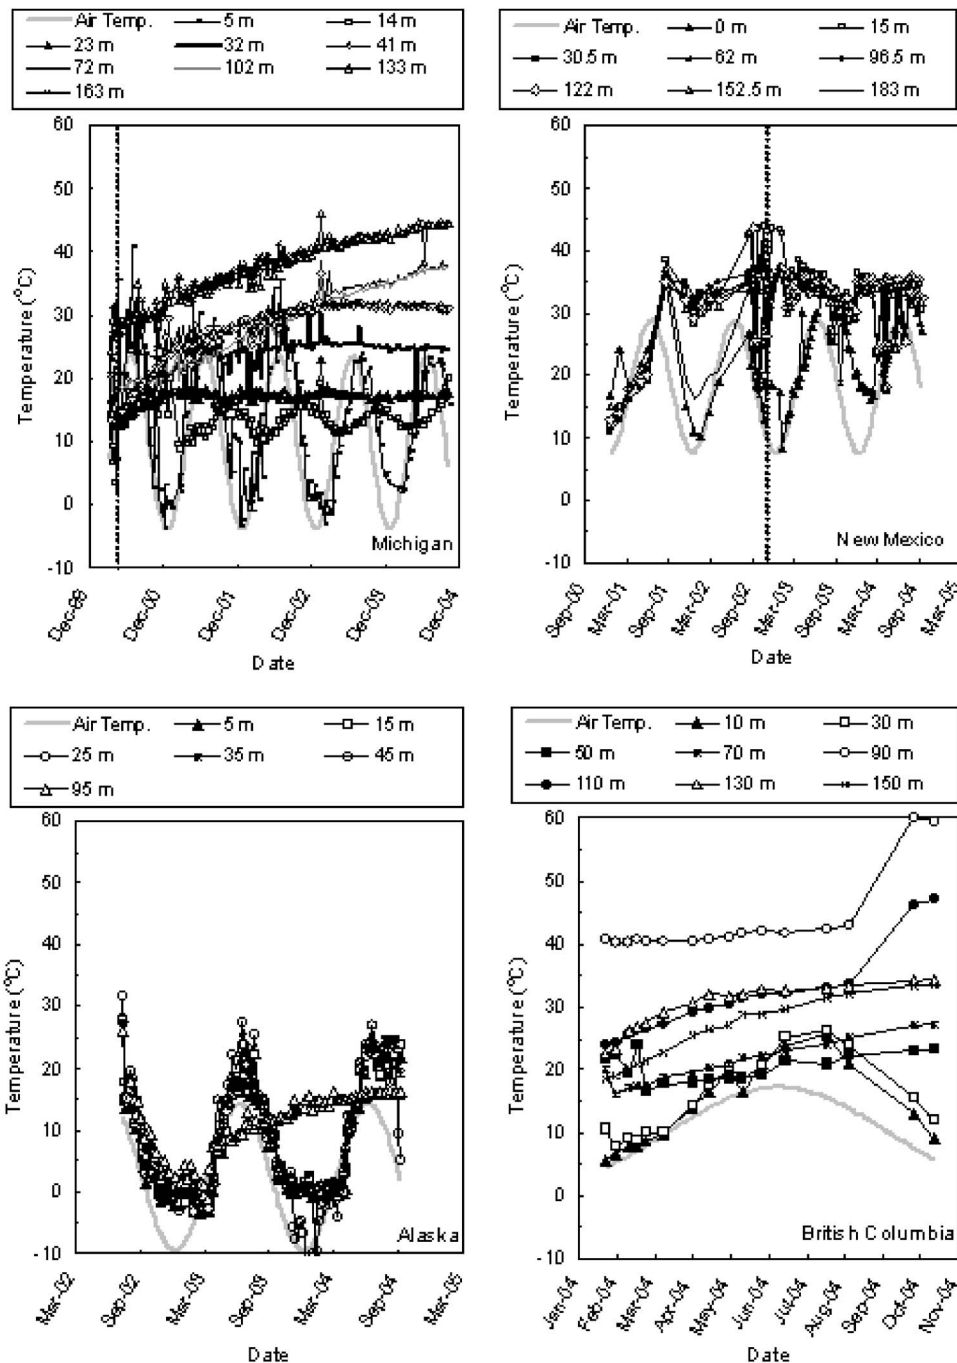 Air Temp. 5 m 14 m
23 m 32 m 41 m
72 m 102 m 133 m
163 m
60
50
40
30
20
10
0
-10
Temperature (°C)
Dec-99 Dec-00 Dec-01 Dec-02 Dec-03 Dec-04
Date
Michigan
Air Temp. 0 m 15 m
30.5 m 62 m 96.5 m
122 m 152.5 m 183 m
60
50
40
30
20
10
0
-10
Temperature (°C)
Sep-00 Mar-01 Sep-01 Mar-02 Sep-02 Mar-03 Sep-03 Mar-04 Sep-04 Mar-05
Date
New Mexico
Air Temp. 5 m 15 m
25 m 35 m 45 m
95 m
60
50
40
30
20
10
0
-10
Temperature (°C)
Mar-02 Sep-02 Mar-03 Sep-03 Mar-04 Sep-04 Mar-05
Date
Alaska
Air Temp. 10 m 30 m
50 m 70 m 90 m
110 m 130 m 150 m
60
50
40
30
20
10
0
-10
Temperature (°C)
Jan-04 Feb-04 Mar-04 Apr-04 May-04 Jun-04 Jul-04 Aug-04 Sep-04 Oct-04 Nov-04
Date
British Columbia